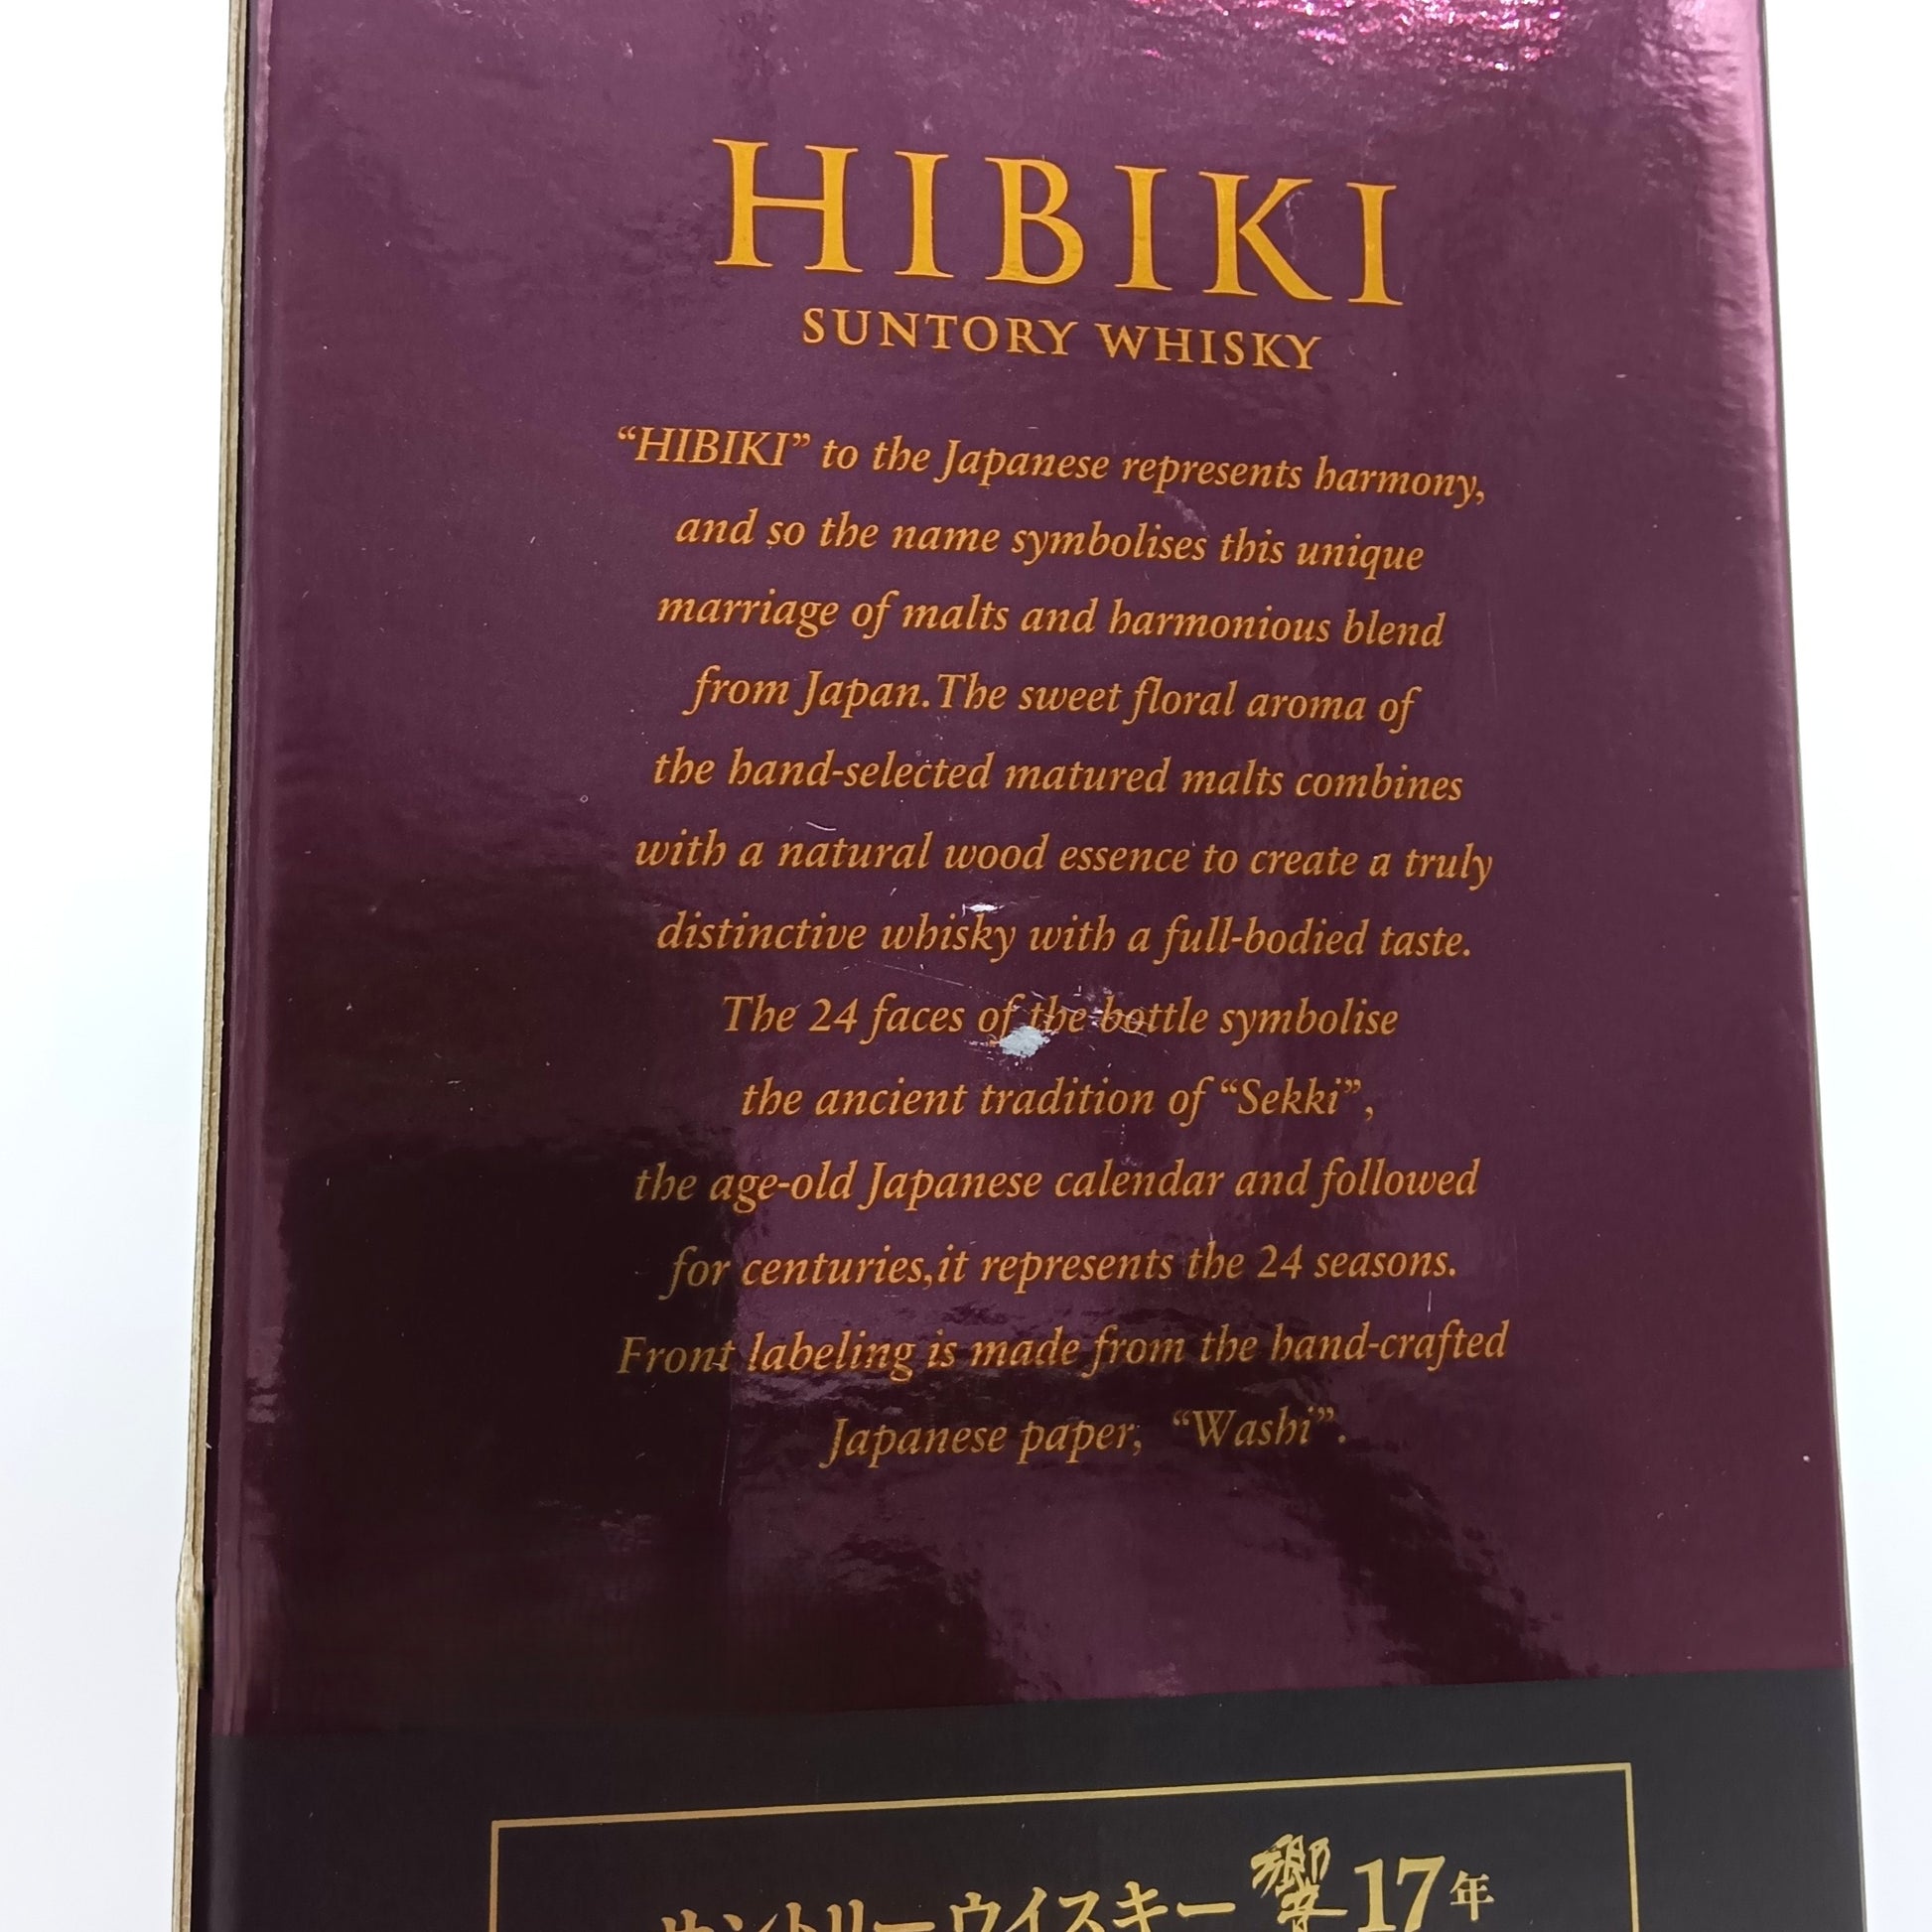 HIBIKI
SUNTORY WHISKY
“HIBIKI” to the Japanese represents harmony,
and so the name symbolises this unique
marriage of malts and harmonious blend
from Japan.The sweet floral aroma of
the hand-selected matured malts combines
with a natural wood essence to create a truly
distinctive whisky with a full-bodied taste.
The 24 faces of the bottle symbolise
the ancient tradition of “Sekki”,
the age-old Japanese calendar and followed
for centuries,it represents the 24 seasons.
Front labeling is made from the hand-crafted
Japanese paper, “Washi”.
サントリーウイスキー 響 17年